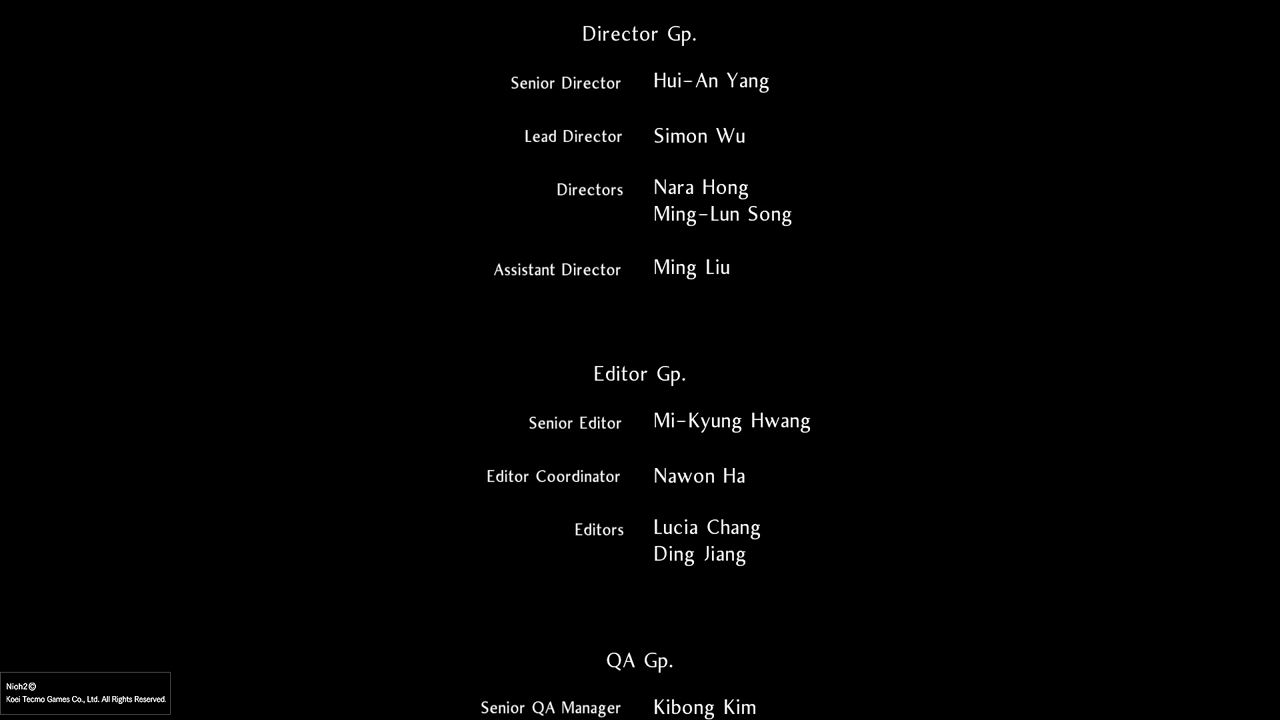 Director Gp.
Senior Director Hui-An Yang
Lead Director Simon Wu
Directors Nara Hong
Ming-Lun Song
Assistant Director Ming Liu
Editor Gp.
Senior Editor Mi-Kyung Hwang
Editor Coordinator Nawon Ha
Editors Lucia Chang
Ding Jiang
QA Gp.
Senior QA Manager Kibong Kim
Nioh2©
Koei Tecmo Games Co., Ltd. All Rights Reserved.